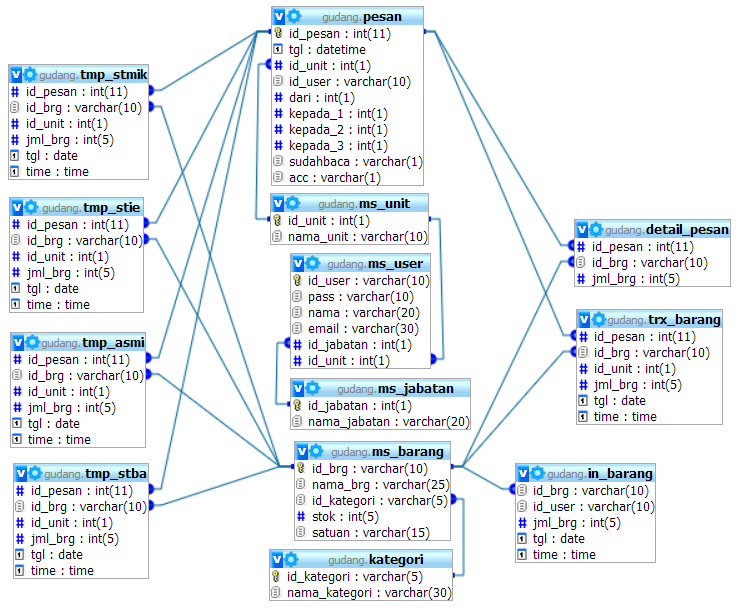 gudang.pesan
id_pesan : int(11)
tgl : datetime
id_unit : int(1)
id_user : varchar(10)
dari : int(1)
kepada_1 : int(1)
kepada_2 : int(1)
kepada_3 : int(1)
sudahbaca : varchar(1)
acc : varchar(1)
gudang.tmp_stmik
id_pesan : int(11)
id_brg : varchar(10)
id_unit : int(1)
jml_brg : int(5)
tgl : date
time : time
gudang.tmp_stie
id_pesan : int(11)
id_brg : varchar(10)
id_unit : int(1)
jml_brg : int(5)
tgl : date
time : time
gudang.tmp_asmi
id_pesan : int(11)
id_brg : varchar(10)
id_unit : int(1)
jml_brg : int(5)
tgl : date
time : time
gudang.tmp_stba
id_pesan : int(11)
id_brg : varchar(10)
id_unit : int(1)
jml_brg : int(5)
tgl : date
time : time
gudang.ms_unit
id_unit : int(1)
nama_unit : varchar(10)
gudang.ms_user
id_user : varchar(10)
pass : varchar(10)
nama : varchar(20)
email : varchar(30)
id_jabatan : int(1)
id_unit : int(1)
gudang.ms_jabatan
id_jabatan : int(1)
nama_jabatan : varchar(20)
gudang.ms_barang
id_brg : varchar(10)
nama_brg : varchar(25)
id_kategori : varchar(5)
stok : int(5)
satuan : varchar(15)
gudang.kategori
id_kategori : varchar(5)
nama_kategori : varchar(30)
gudang.detail_pesan
id_pesan : int(11)
id_brg : varchar(10)
jml_brg : int(5)
gudang.trx_barang
id_pesan : int(11)
id_brg : varchar(10)
id_unit : int(1)
jml_brg : int(5)
tgl : date
time : time
gudang.in_barang
id_brg : varchar(10)
id_user : varchar(10)
jml_brg : int(5)
tgl : date
time : time